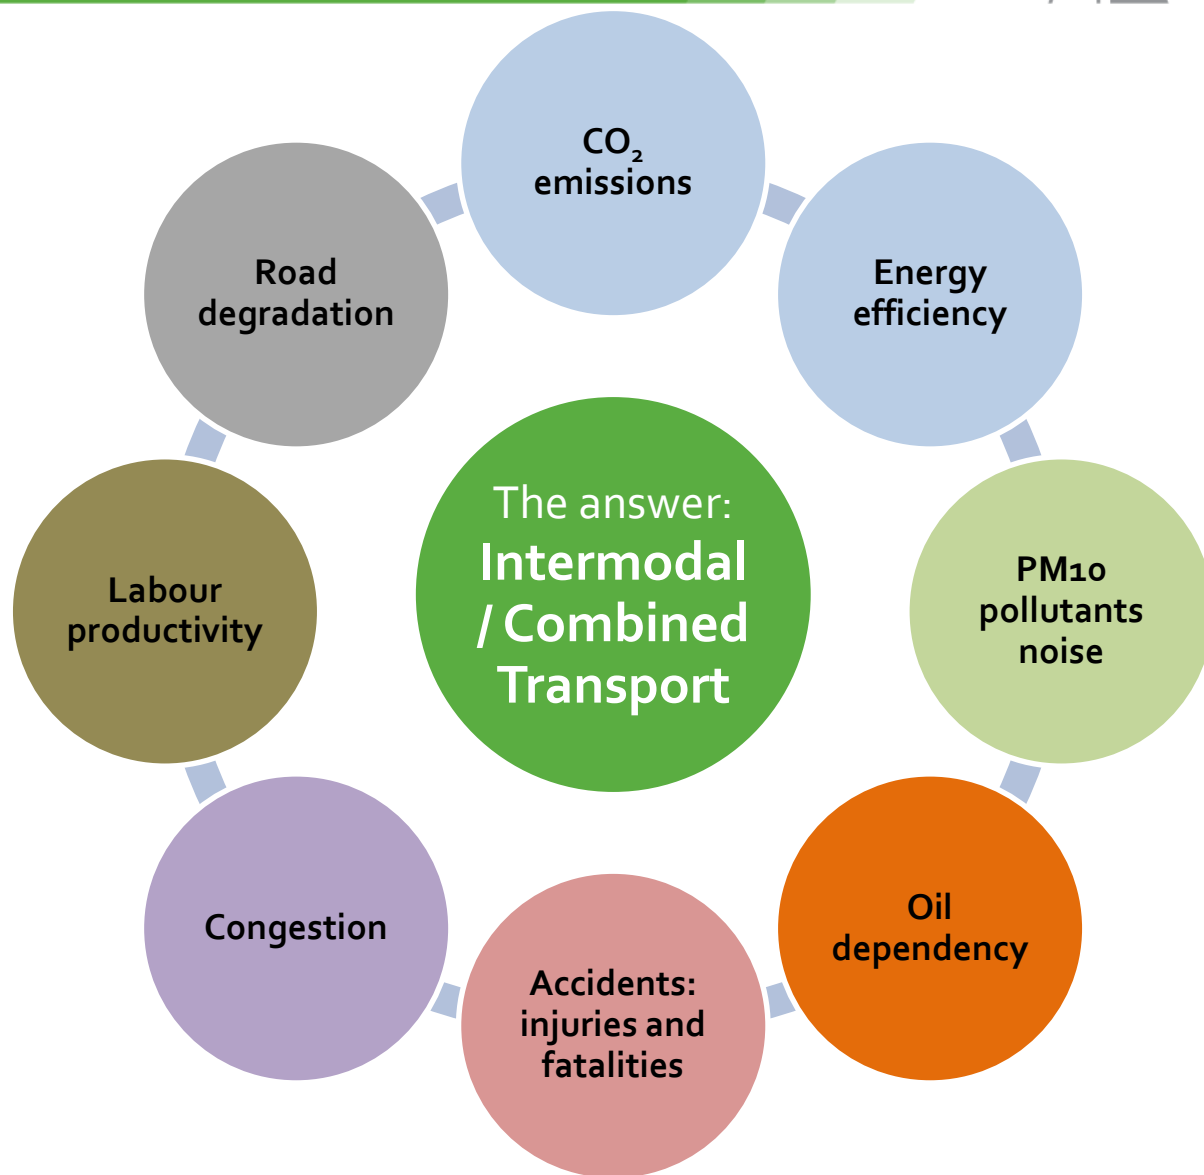 CO₂
emissions
Energy
efficiency
PM10
pollutants
noise
Oil
dependency
Accidents:
injuries and
fatalities
Congestion
Labour
productivity
Road
degradation
The answer:
Intermodal
/ Combined
Transport